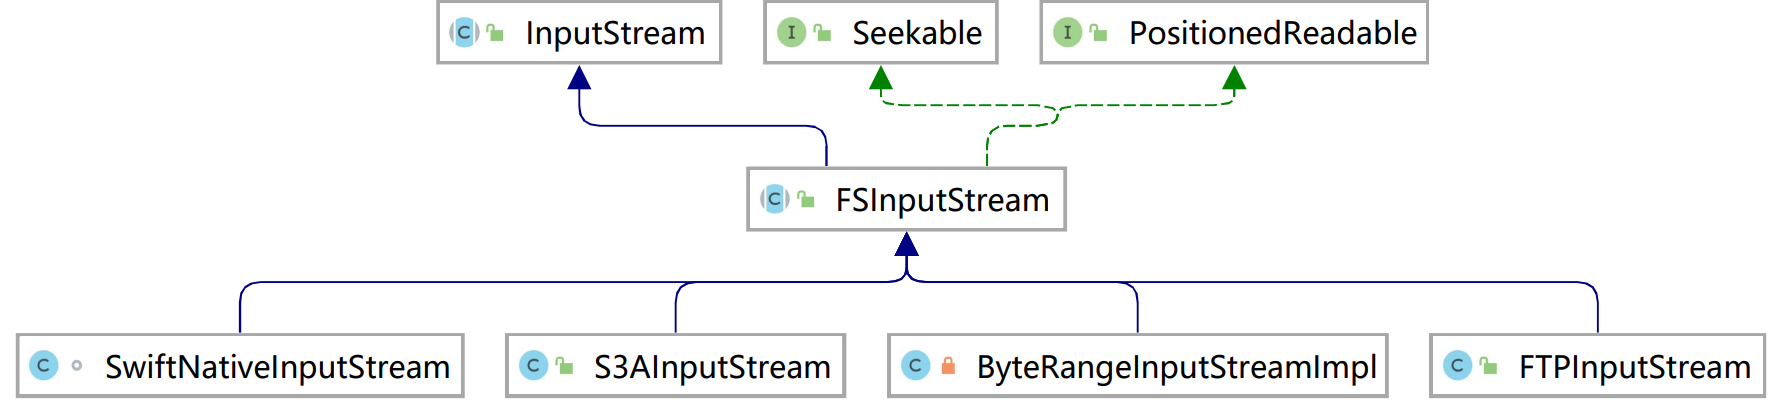 InputStream
Seekable
PositionedReadable
FSInputStream
SwiftNativeInputStream
S3AInputStream
ByteRangeInputStreamImpl
FTPInputStream